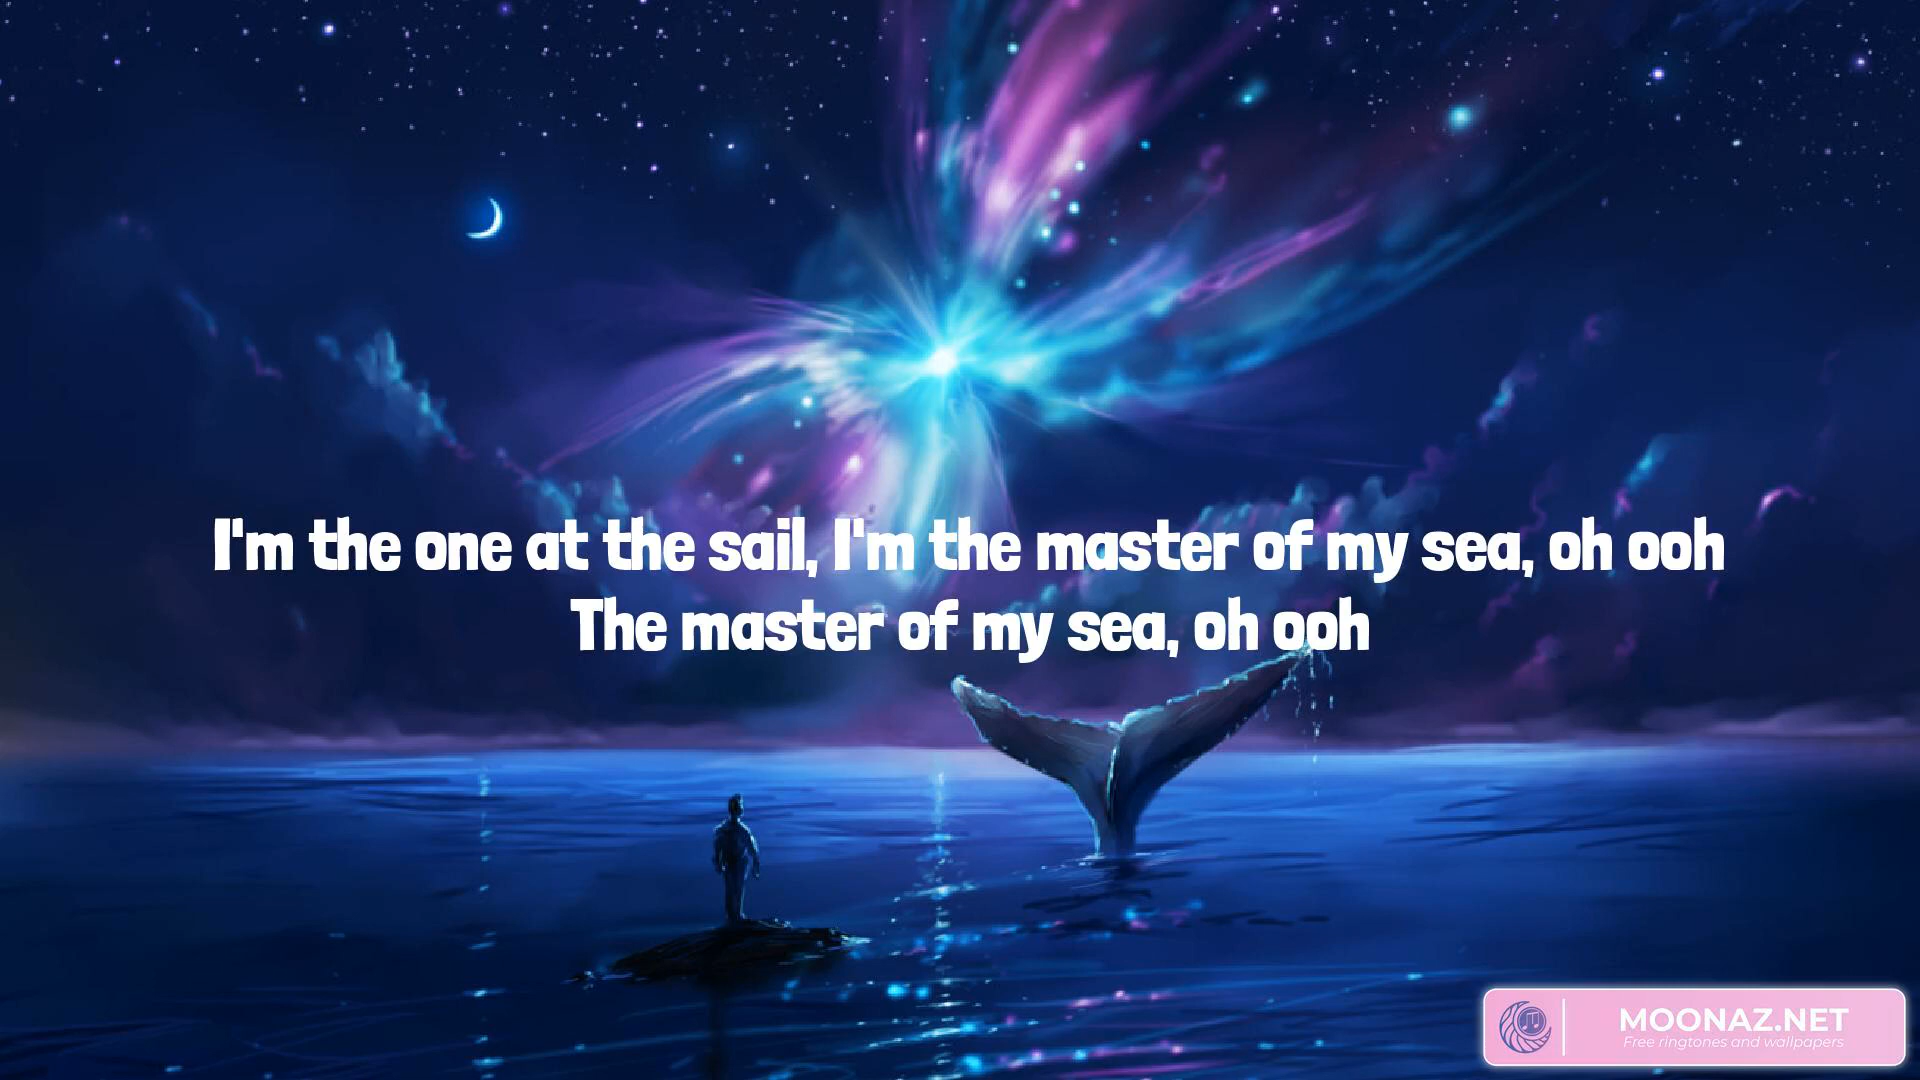 I'm the one at the sail, I'm the master of my sea, oh ooh
The master of my sea, oh ooh
MOONAZ.NET
Free ringtones and wallpapers